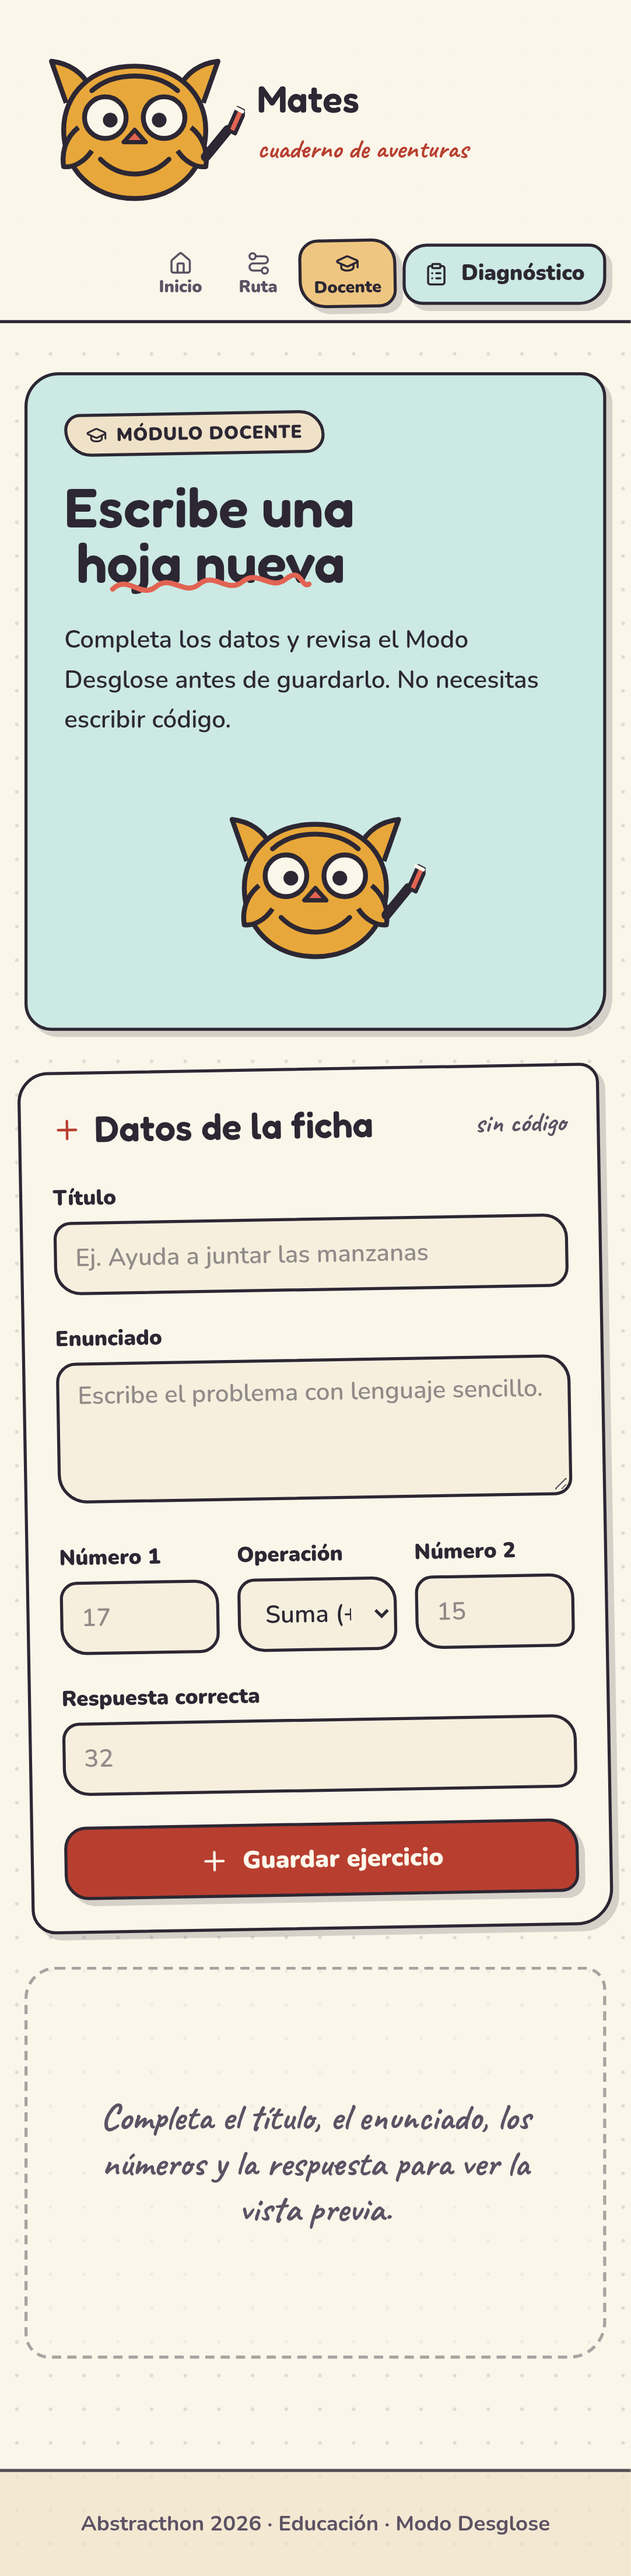 Mates
cuaderno de aventuras
Inicio
Ruta
Docente
Diagnóstico
MÓDULO DOCENTE
Escribe una
hoja nueva
Completa los datos y revisa el Modo
Desglose antes de guardarlo. No necesitas
escribir código.
+ Datos de la ficha
sin código
Título
Ej. Ayuda a juntar las manzanas
Enunciado
Escribe el problema con lenguaje sencillo.
Número 1
Operación
Número 2
17
Suma (+
15
Respuesta correcta
32
+ Guardar ejercicio
Completa el título, el enunciado, los
números y la respuesta para ver la
vista previa.
Abstracthon 2026 · Educación · Modo Desglose